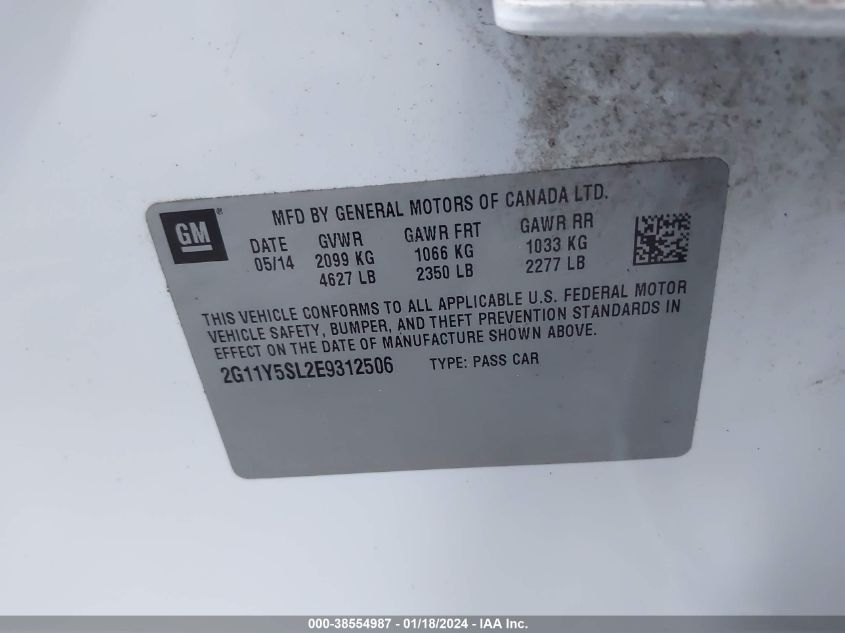 GM®
MFD BY GENERAL MOTORS OF CANADA LTD.
DATE GVWR GAWR FRT GAWR RR
05/14 2099 KG 1066 KG 1033 KG
4627 LB 2350 LB 2277 LB
THIS VEHICLE CONFORMS TO ALL APPLICABLE U.S. FEDERAL MOTOR
VEHICLE SAFETY, BUMPER, AND THEFT PREVENTION STANDARDS IN
EFFECT ON THE DATE OF MANUFACTURE SHOWN ABOVE.
2G11Y5SL2E9312506 TYPE: PASS CAR
000-38554987 - 01/18/2024 - IAA Inc.